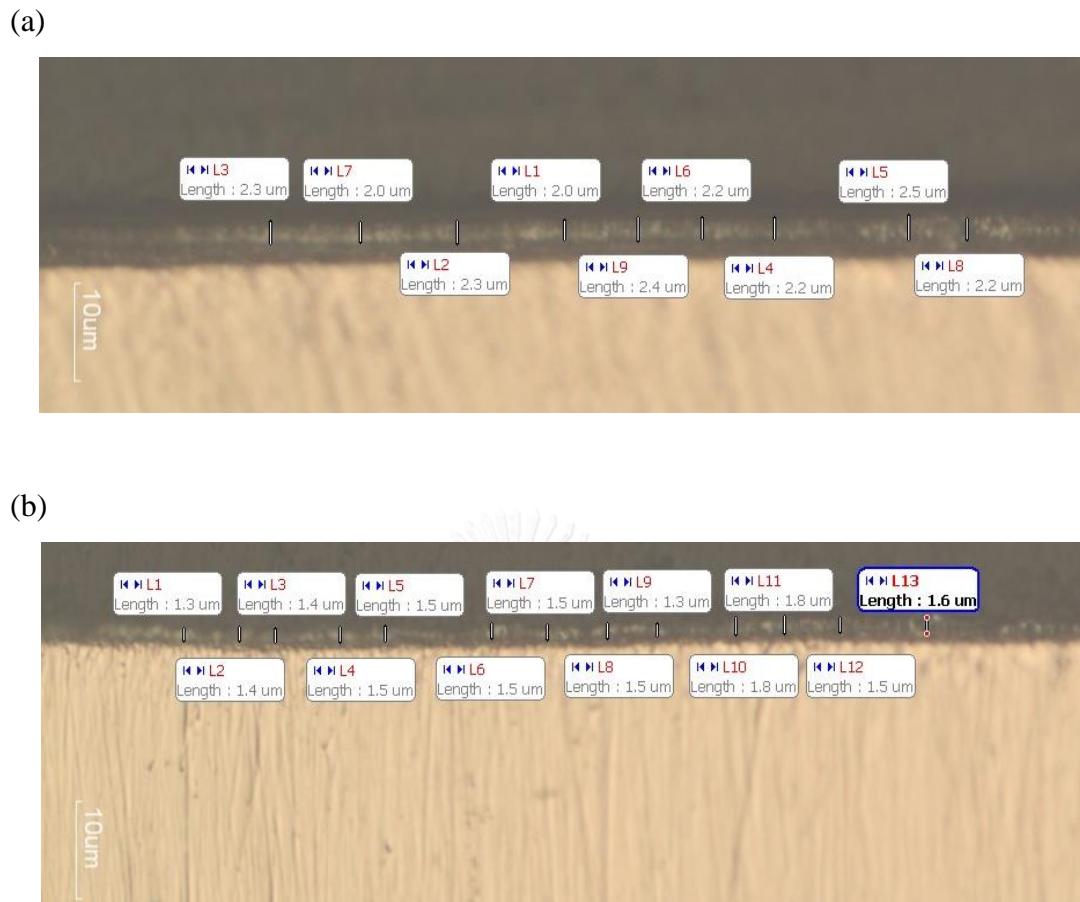 (a)
L3
Length : 2.3 um
L7
Length : 2.0 um
L1
Length : 2.0 um
L6
Length : 2.2 um
L5
Length : 2.5 um
L2
Length : 2.3 um
L9
Length : 2.4 um
L4
Length : 2.2 um
L8
Length : 2.2 um
10um
(b)
L1
Length : 1.3 um
L3
Length : 1.4 um
L5
Length : 1.5 um
L7
Length : 1.5 um
L9
Length : 1.3 um
L11
Length : 1.8 um
L13
Length : 1.6 um
L2
Length : 1.4 um
L4
Length : 1.5 um
L6
Length : 1.5 um
L8
Length : 1.5 um
L10
Length : 1.8 um
L12
Length : 1.5 um
10um